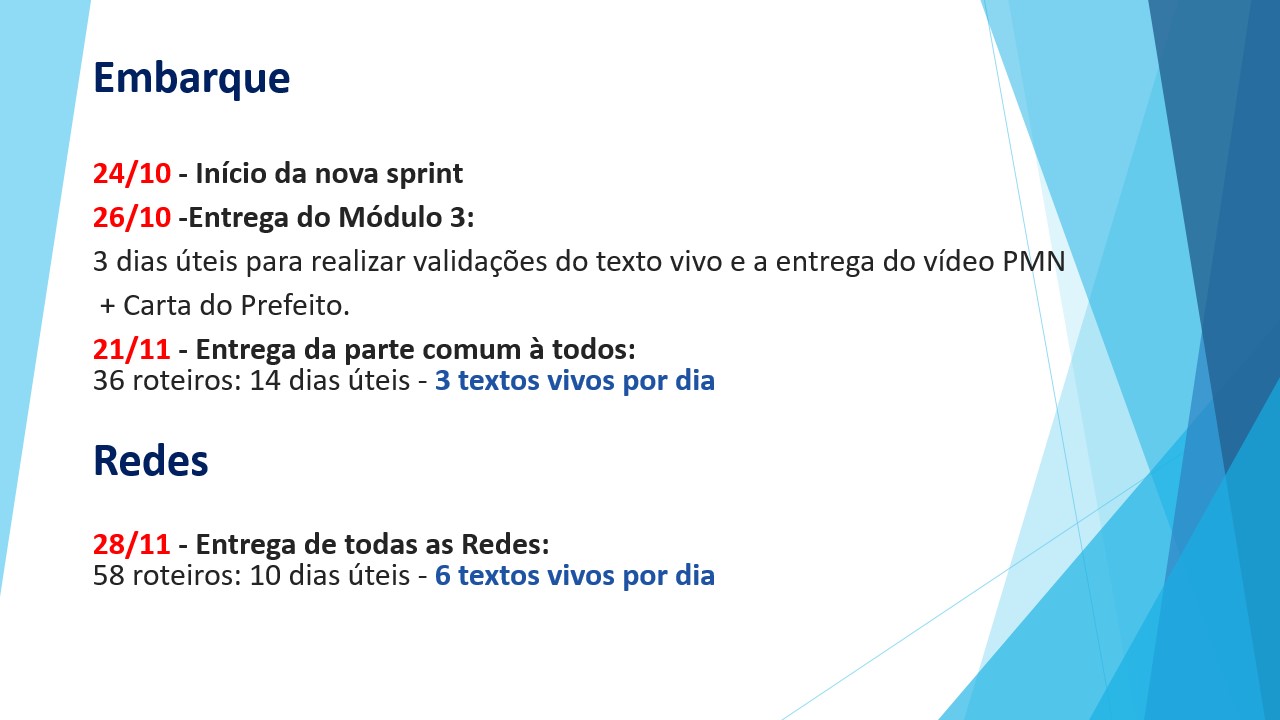 Embarque
24/10 - Início da nova sprint
26/10 -Entrega do Módulo 3:
3 dias úteis para realizar validações do texto vivo e a entrega do vídeo PMN
+ Carta do Prefeito.
21/11 - Entrega da parte comum à todos:
36 roteiros: 14 dias úteis - 3 textos vivos por dia
Redes
28/11 - Entrega de todas as Redes:
58 roteiros: 10 dias úteis - 6 textos vivos por dia